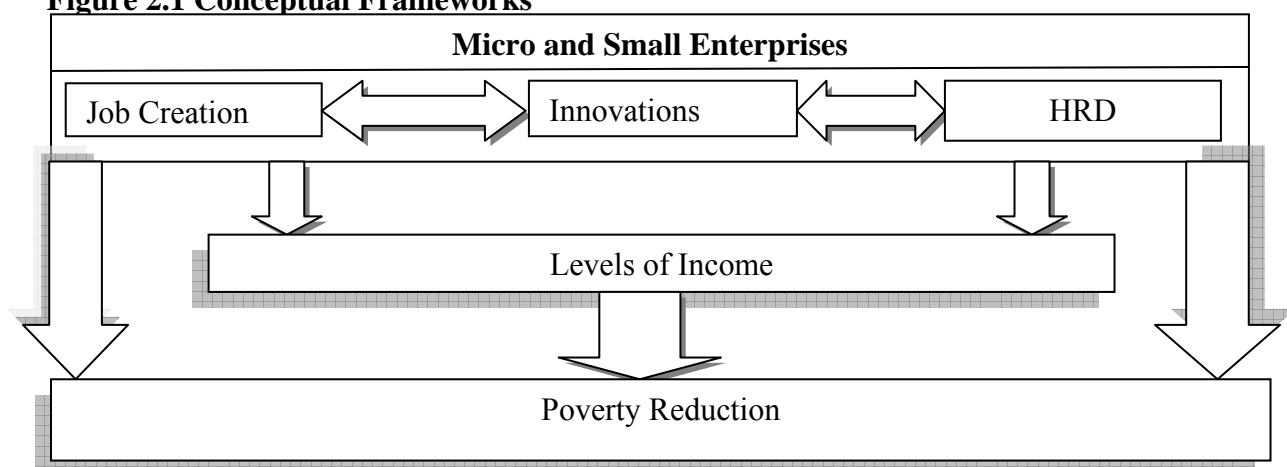 Figure 2.1 Conceptual Frameworks
Micro and Small Enterprises
Job Creation
Innovations
HRD
Levels of Income
Poverty Reduction